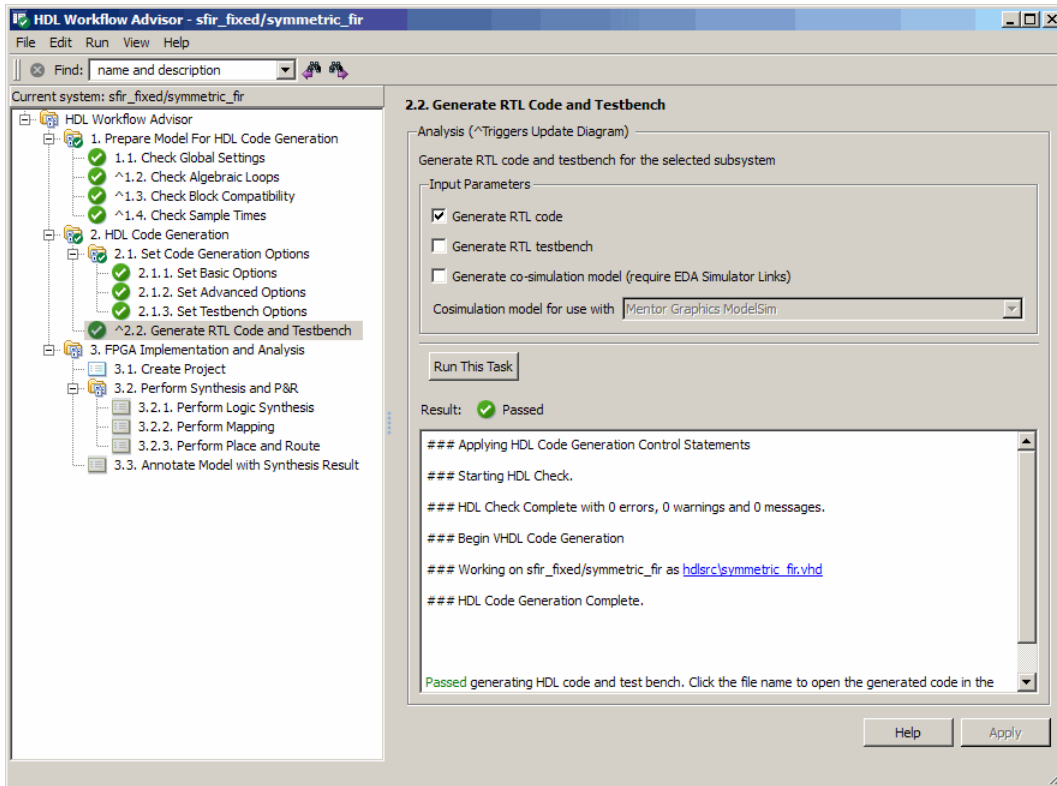 HDL Workflow Advisor - sfir_fixed/symmetric_fir
File Edit Run View Help
Find: name and description
Current system: sfir_fixed/symmetric_fir
HDL Workflow Advisor
1. Prepare Model For HDL Code Generation
1.1. Check Global Settings
^1.2. Check Algebraic Loops
^1.3. Check Block Compatibility
^1.4. Check Sample Times
2. HDL Code Generation
2.1. Set Code Generation Options
2.1.1. Set Basic Options
2.1.2. Set Advanced Options
2.1.3. Set Testbench Options
^2.2. Generate RTL Code and Testbench
3. FPGA Implementation and Analysis
3.1. Create Project
3.2. Perform Synthesis and P&R
3.2.1. Perform Logic Synthesis
3.2.2. Perform Mapping
3.2.3. Perform Place and Route
3.3. Annotate Model with Synthesis Result
2.2. Generate RTL Code and Testbench
Analysis (^Triggers Update Diagram)
Generate RTL code and testbench for the selected subsystem
Input Parameters
Generate RTL code
Generate RTL testbench
Generate co-simulation model (require EDA Simulator Links)
Cosimulation model for use with Mentor Graphics ModelSim
Run This Task
Result: Passed
### Applying HDL Code Generation Control Statements
### Starting HDL Check.
### HDL Check Complete with 0 errors, 0 warnings and 0 messages.
### Begin VHDL Code Generation
### Working on sfir_fixed/symmetric_fir as hdlsrc\symmetric_fir.vhd
### HDL Code Generation Complete.
Passed generating HDL code and test bench. Click the file name to open the generated code in the
Help Apply